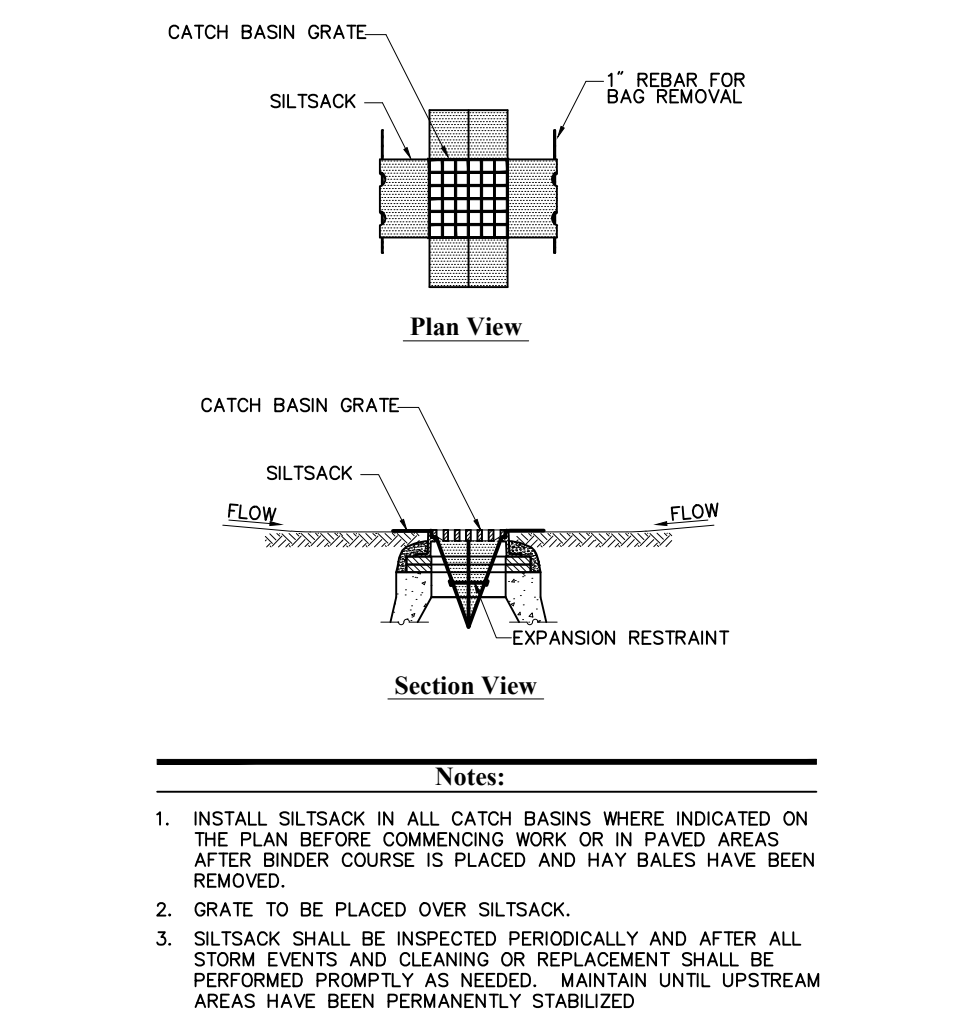 CATCH BASIN GRATE
1" REBAR FOR
BAG REMOVAL
SILTSACK
Plan View
CATCH BASIN GRATE
SILTSACK
FLOW
FLOW
EXPANSION RESTRAINT
Section View
Notes:
1. INSTALL SILTSACK IN ALL CATCH BASINS WHERE INDICATED ON
THE PLAN BEFORE COMMENCING WORK OR IN PAVED AREAS
AFTER BINDER COURSE IS PLACED AND HAY BALES HAVE BEEN
REMOVED.
2. GRATE TO BE PLACED OVER SILTSACK.
3. SILTSACK SHALL BE INSPECTED PERIODICALLY AND AFTER ALL
STORM EVENTS AND CLEANING OR REPLACEMENT SHALL BE
PERFORMED PROMPTLY AS NEEDED. MAINTAIN UNTIL UPSTREAM
AREAS HAVE BEEN PERMANENTLY STABILIZED